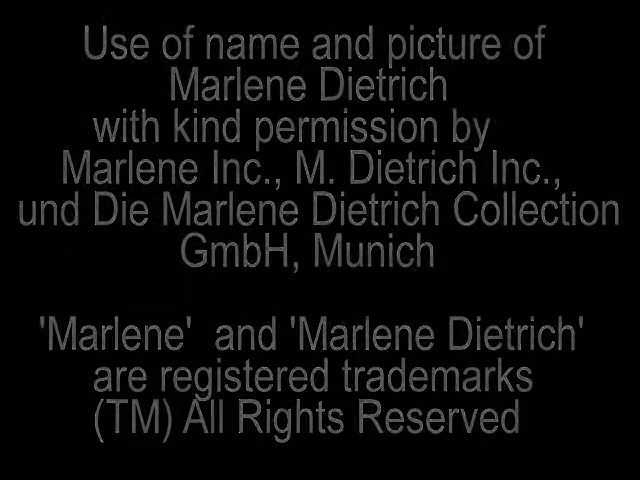 Use of name and picture of
Marlene Dietrich
with kind permission by
Marlene Inc., M. Dietrich Inc.,
und Die Marlene Dietrich Collection
GmbH, Munich
'Marlene' and 'Marlene Dietrich'
are registered trademarks
(TM) All Rights Reserved